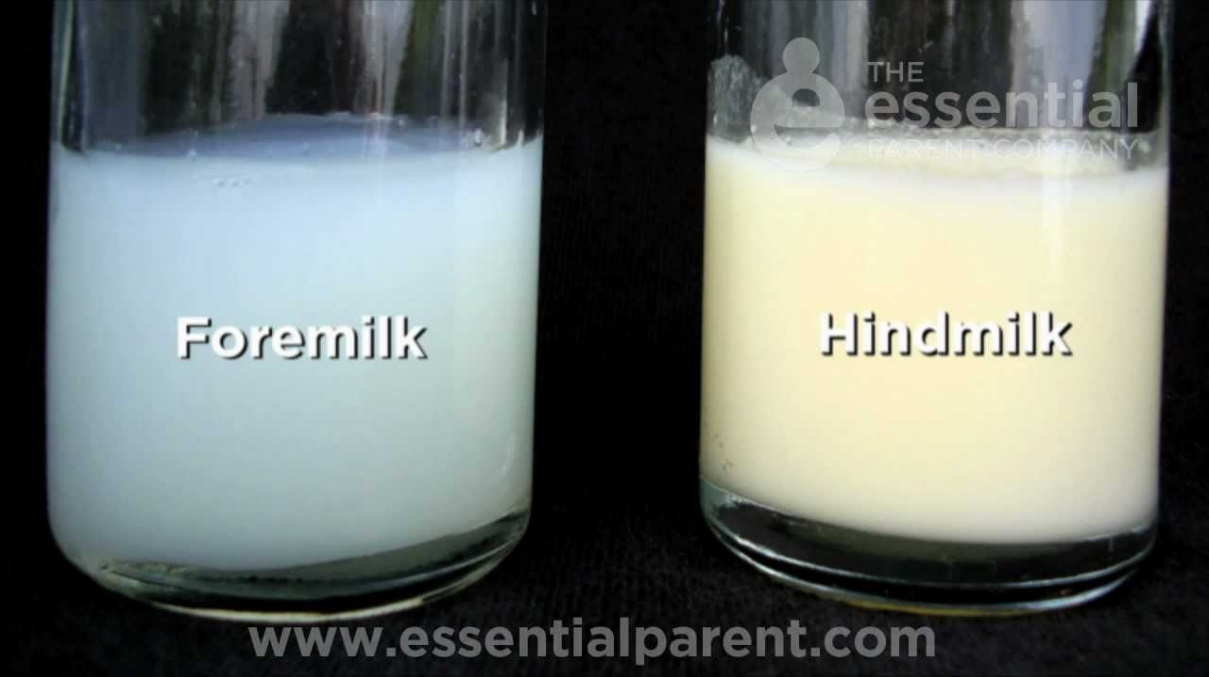 THE
essential
PARENT COMPANY
Foremilk
Hindmilk
www.essentialparent.com